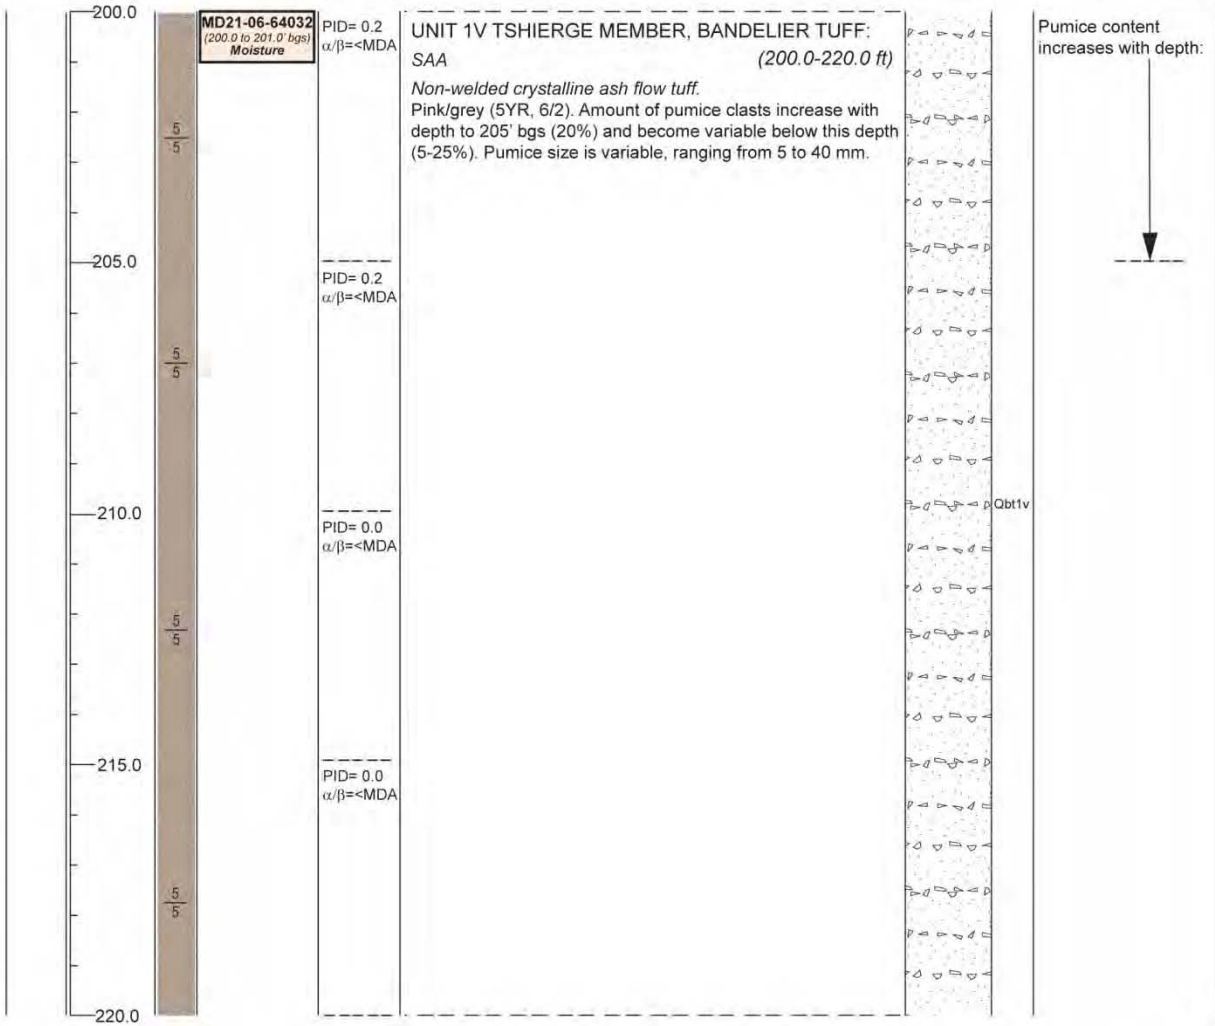 200.0
MD21-06-64032
(200.0 to 201.0' bgs)
Moisture
PID= 0.2
α/β=<MDA
UNIT 1V TSHIERGE MEMBER, BANDELIER TUFF:
SAA (200.0-220.0 ft)
Non-welded crystalline ash flow tuff.
Pink/grey (5YR, 6/2). Amount of pumice clasts increase with
depth to 205' bgs (20%) and become variable below this depth
(5-25%). Pumice size is variable, ranging from 5 to 40 mm.
Pumice content
increases with depth:
5
5
205.0
PID= 0.2
α/β=<MDA
5
5
210.0
PID= 0.0
α/β=<MDA
Qbt1v
5
5
215.0
PID= 0.0
α/β=<MDA
5
5
220.0